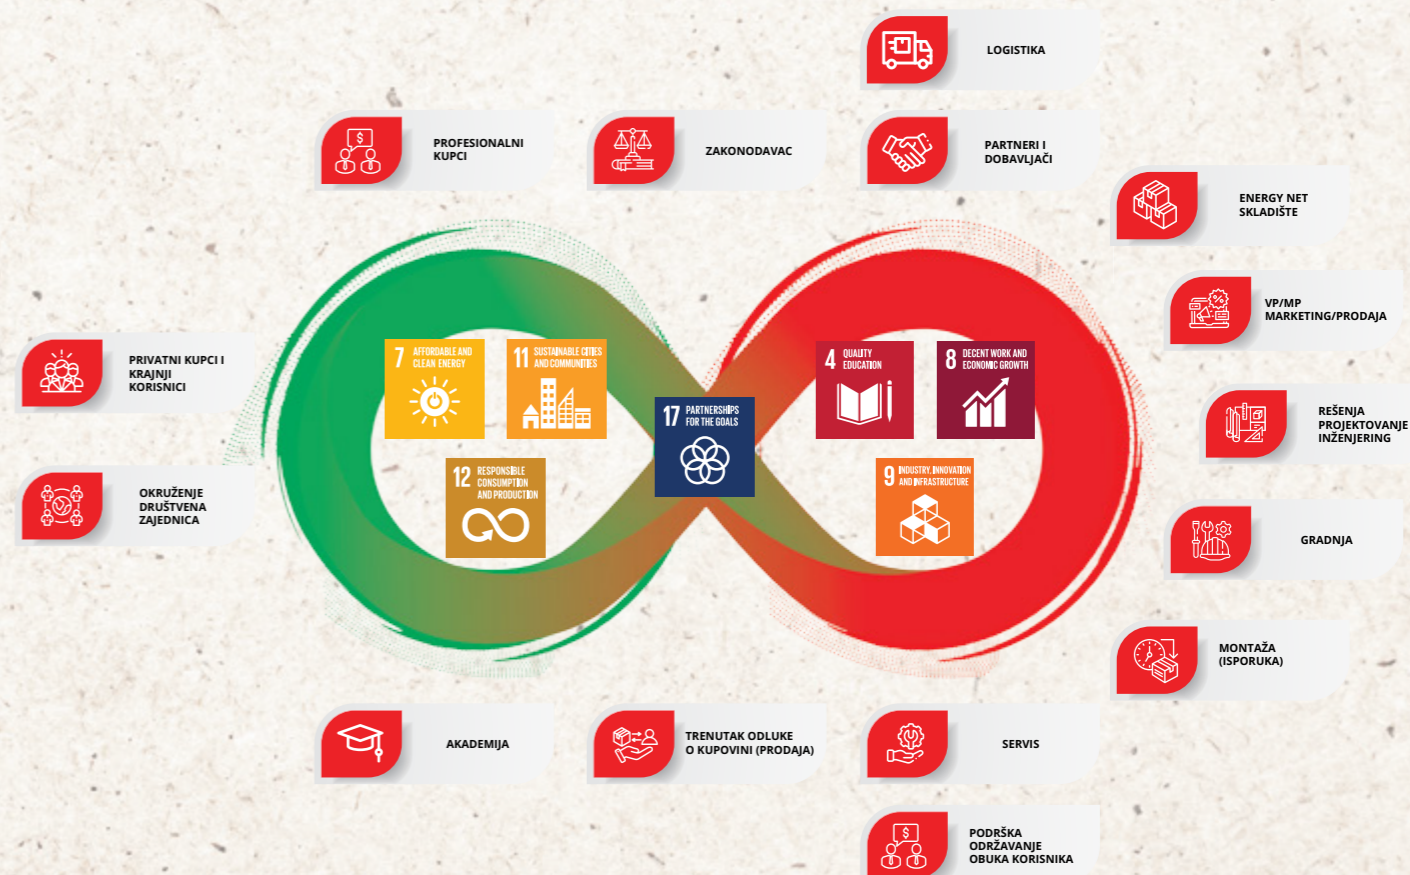 LOGISTIKA
PROFESIONALNI
KUPCI
ZAKONODAVAC
PARTNERI I
DOBAVLJAČI
ENERGY NET
SKLADIŠTE
VP/MP
MARKETING/PRODAJA
PRIVATNI KUPCI I
KRAJNJI
KORISNICI
7 AFFORDABLE AND
CLEAN ENERGY
11 SUSTAINABLE CITIES
AND COMMUNITIES
4 QUALITY
EDUCATION
8 DECENT WORK AND
ECONOMIC GROWTH
17 PARTNERSHIPS
FOR THE GOALS
REŠENJA
PROJEKTOVANJE
INŽENJERING
12 RESPONSIBLE
CONSUMPTION
AND PRODUCTION
9 INDUSTRY, INNOVATION
AND INFRASTRUCTURE
OKRUŽENJE
DRUŠTVENA
ZAJEDNICA
GRADNJA
MONTAŽA
(ISPORUKA)
AKADEMIJA
TRENUTAK ODLUKE
O KUPOVINI (PRODAJA)
SERVIS
PODRŠKA
ODRŽAVANJE
OBUKA KORISNIKA